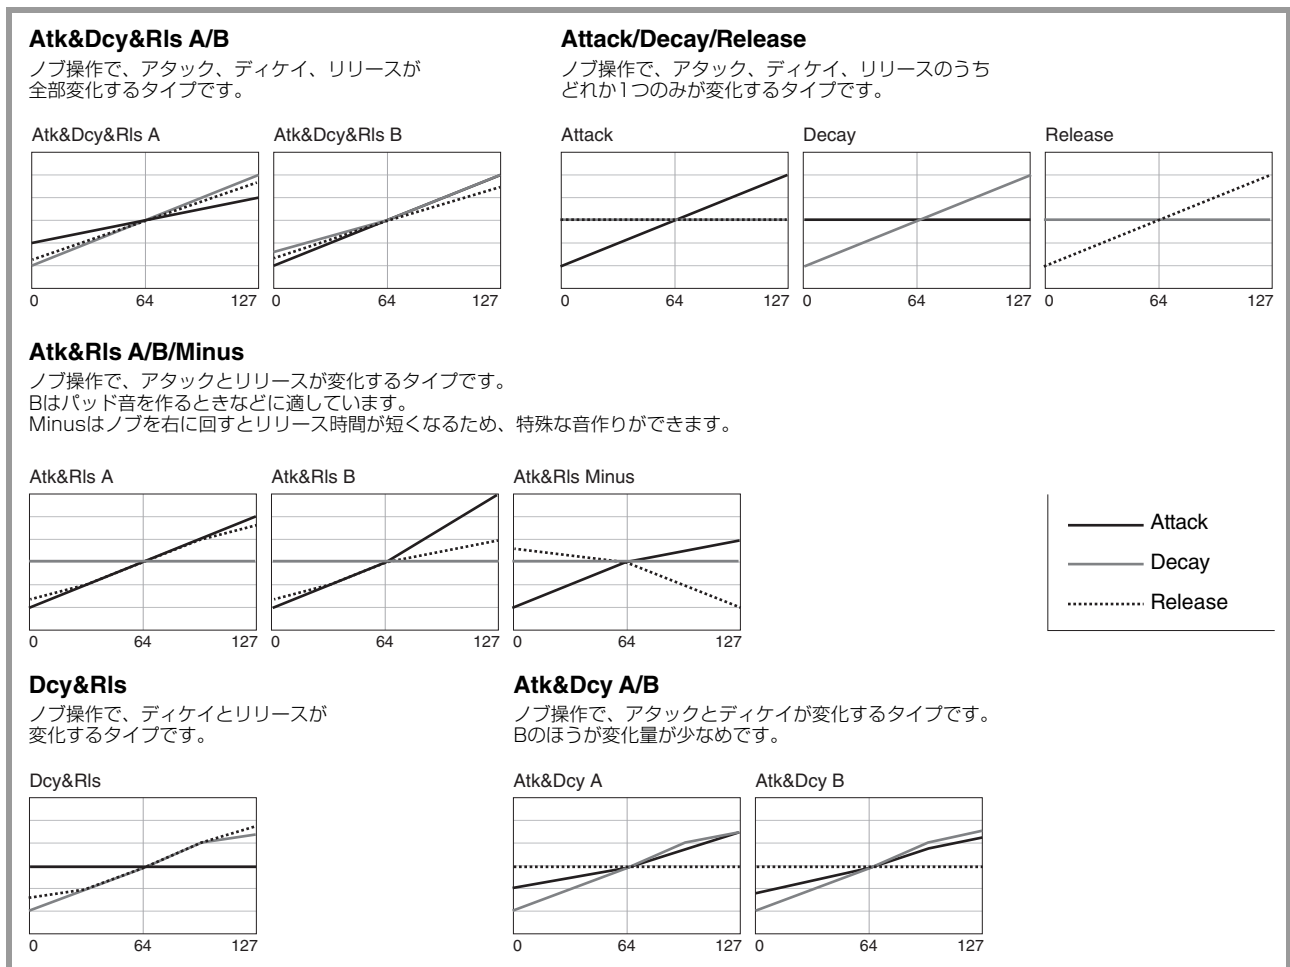 Atk&Dcy&Rls A/B
ノブ操作で、アタック、ディケイ、リリースが
全部変化するタイプです。
Atk&Dcy&Rls A
0 64 127
Atk&Dcy&Rls B
0 64 127
Attack/Decay/Release
ノブ操作で、アタック、ディケイ、リリースのうち
どれか1つのみが変化するタイプです。
Attack
0 64 127
Decay
0 64 127
Release
0 64 127
Atk&Rls A/B/Minus
ノブ操作で、アタックとリリースが変化するタイプです。
Bはパッド音を作るときなどに適しています。
Minusはノブを右に回すとリリース時間が短くなるため、特殊な音作りができます。
Atk&Rls A
0 64 127
Atk&Rls B
0 64 127
Atk&Rls Minus
0 64 127
Attack
Decay
Release
Dcy&Rls
ノブ操作で、ディケイとリリースが
変化するタイプです。
Dcy&Rls
0 64 127
Atk&Dcy A/B
ノブ操作で、アタックとディケイが変化するタイプです。
Bのほうが変化量が少なめです。
Atk&Dcy A
0 64 127
Atk&Dcy B
0 64 127